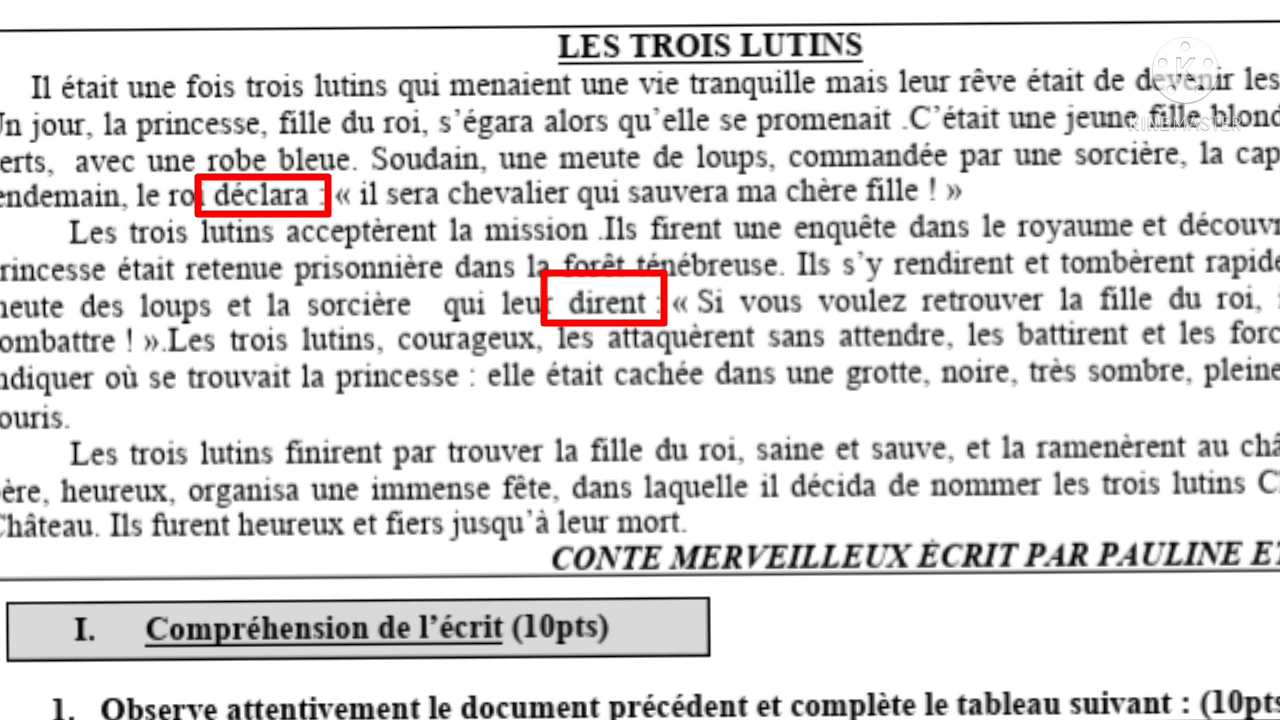 LES TROIS LUTINS
Il était une fois trois lutins qui menaient une vie tranquille mais leur rêve était de devenir les
Un jour, la princesse, fille du roi, s'égara alors qu'elle se promenait .C'était une jeune fille blond
erts, avec une robe bleue. Soudain, une meute de loups, commandée par une sorcière, la cap
endemain, le roi déclara : « il sera chevalier qui sauvera ma chère fille ! »
Les trois lutins acceptèrent la mission .Ils firent une enquête dans le royaume et découvr
rincesse était retenue prisonnière dans la forêt ténébreuse. Ils s'y rendirent et tombèrent rapide
meute des loups et la sorcière qui leur dirent : « Si vous voulez retrouver la fille du roi,
ombattre ! ».Les trois lutins, courageux, les attaquèrent sans attendre, les battirent et les forc
ndiquer où se trouvait la princesse : elle était cachée dans une grotte, noire, très sombre, pleine
ouris.
Les trois lutins finirent par trouver la fille du roi, saine et sauve, et la ramenèrent au châ
ère, heureux, organisa une immense fête, dans laquelle il décida de nommer les trois lutins C
Château. Ils furent heureux et fiers jusqu'à leur mort.
CONTE MERVEILLEUX ÉCRIT PAR PAULINE ET
I. Compréhension de l'écrit (10pts)
1. Observe attentivement le document précédent et complète le tableau suivant : (10pts
KINEMASTER